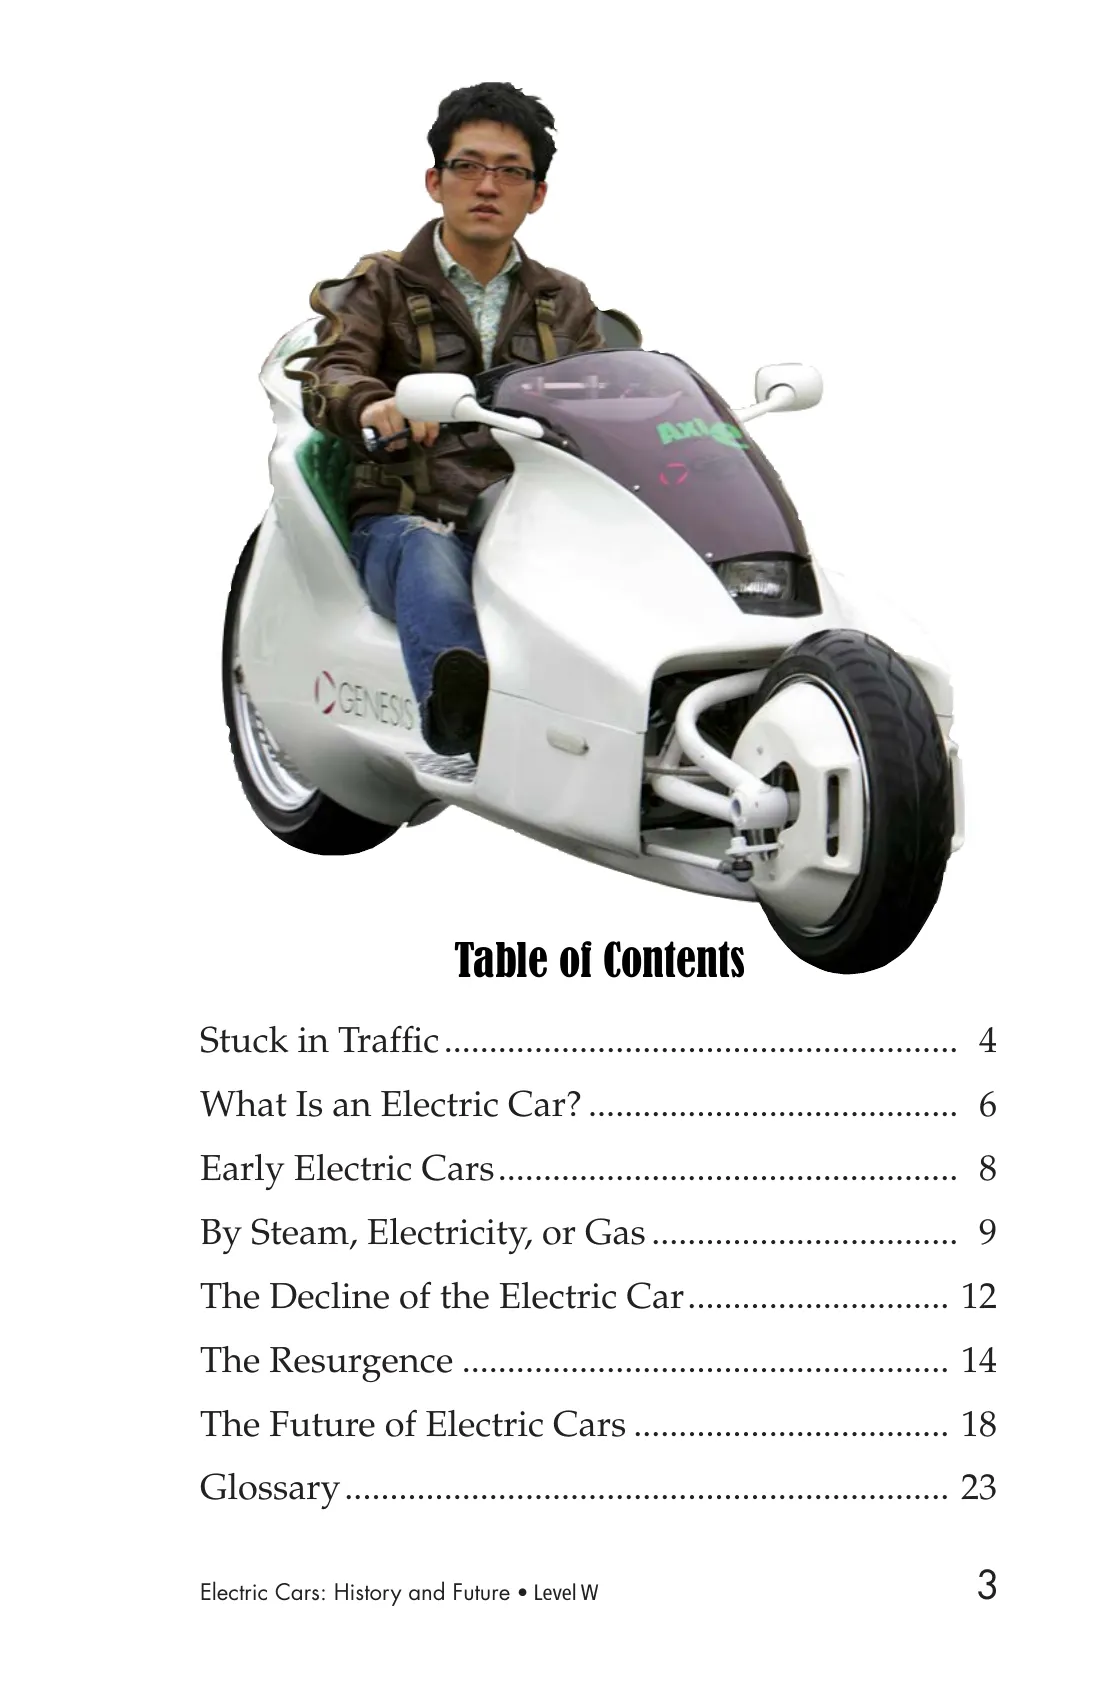 Axle
GENESIS
Table of Contents
Stuck in Traffic......................................................... 4
What Is an Electric Car? ......................................... 6
Early Electric Cars................................................... 8
By Steam, Electricity, or Gas .................................. 9
The Decline of the Electric Car............................. 12
The Resurgence ...................................................... 14
The Future of Electric Cars ................................... 18
Glossary................................................................... 23
Electric Cars: History and Future • Level W 3